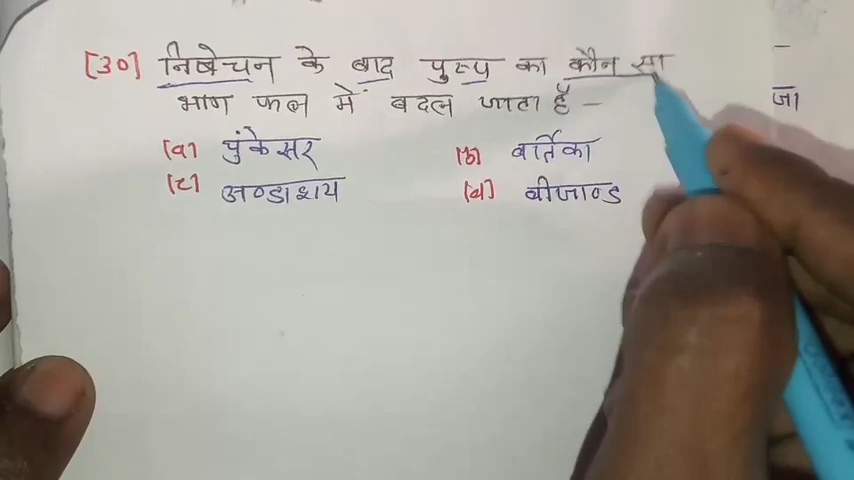 [30] निषेचन के बाद पुष्प का कौन सा
भाग फल में बदल जाता है –
(a) पुंकेसर (b) वर्तिका
(c) अण्डाशय (d) बीजाण्ड
जा